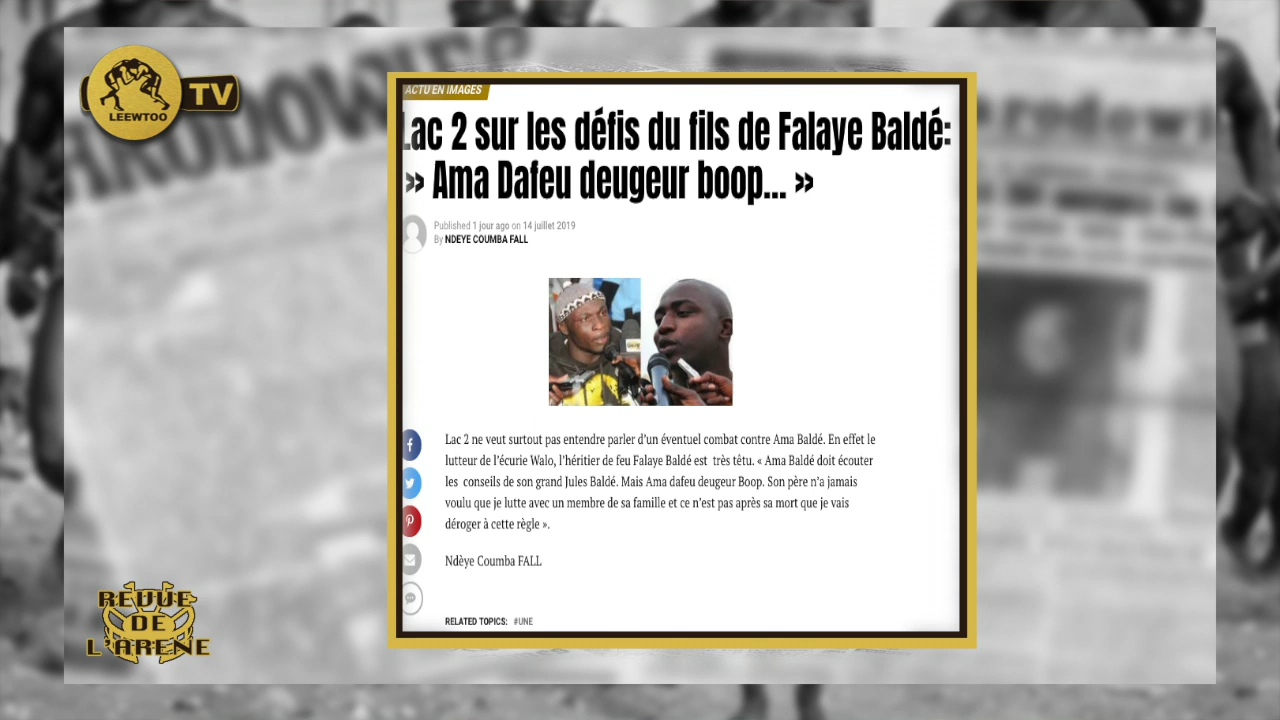 LEEWTOO
TV
ACTU EN IMAGES
Lac 2 sur les défis du fils de Falaye Baldé:
» Ama Dafeu deugeur boop... »
Published 1 jour ago on 14 juillet 2019
By NDEYE COUMBA FALL
Lac 2 ne veut surtout pas entendre parler d'un éventuel combat contre Ama Baldé. En effet le
lutteur de l'écurie Walo, l'héritier de feu Falaye Baldé est très têtu. « Ama Baldé doit écouter
les conseils de son grand Jules Baldé. Mais Ama dafeu deugeur Boop. Son père n'a jamais
voulu que je lutte avec un membre de sa famille et ce n'est pas après sa mort que je vais
déroger à cette règle ».
Ndèye Coumba FALL
RELATED TOPICS: #UNE
REVUE
DE
L'ARENE